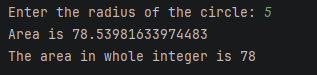 Enter the radius of the circle: 5
Area is 78.53981633974483
The area in whole integer is 78